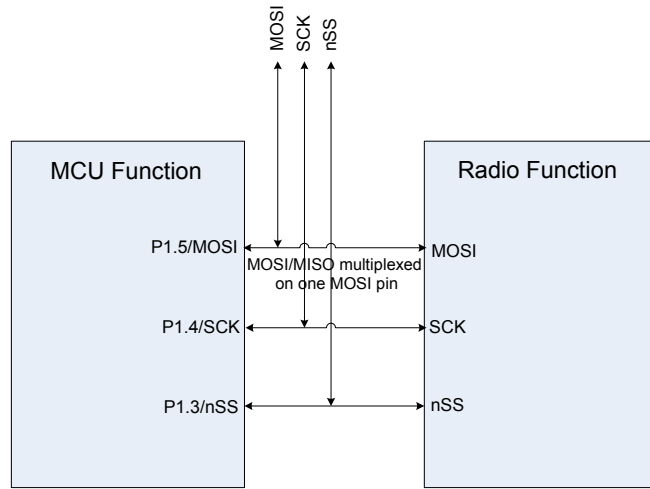 MOSI
SCK
nSS
MCU Function
Radio Function
P1.5/MOSI
MOSI
MOSI/MISO multiplexed
on one MOSI pin
P1.4/SCK
SCK
P1.3/nSS
nSS